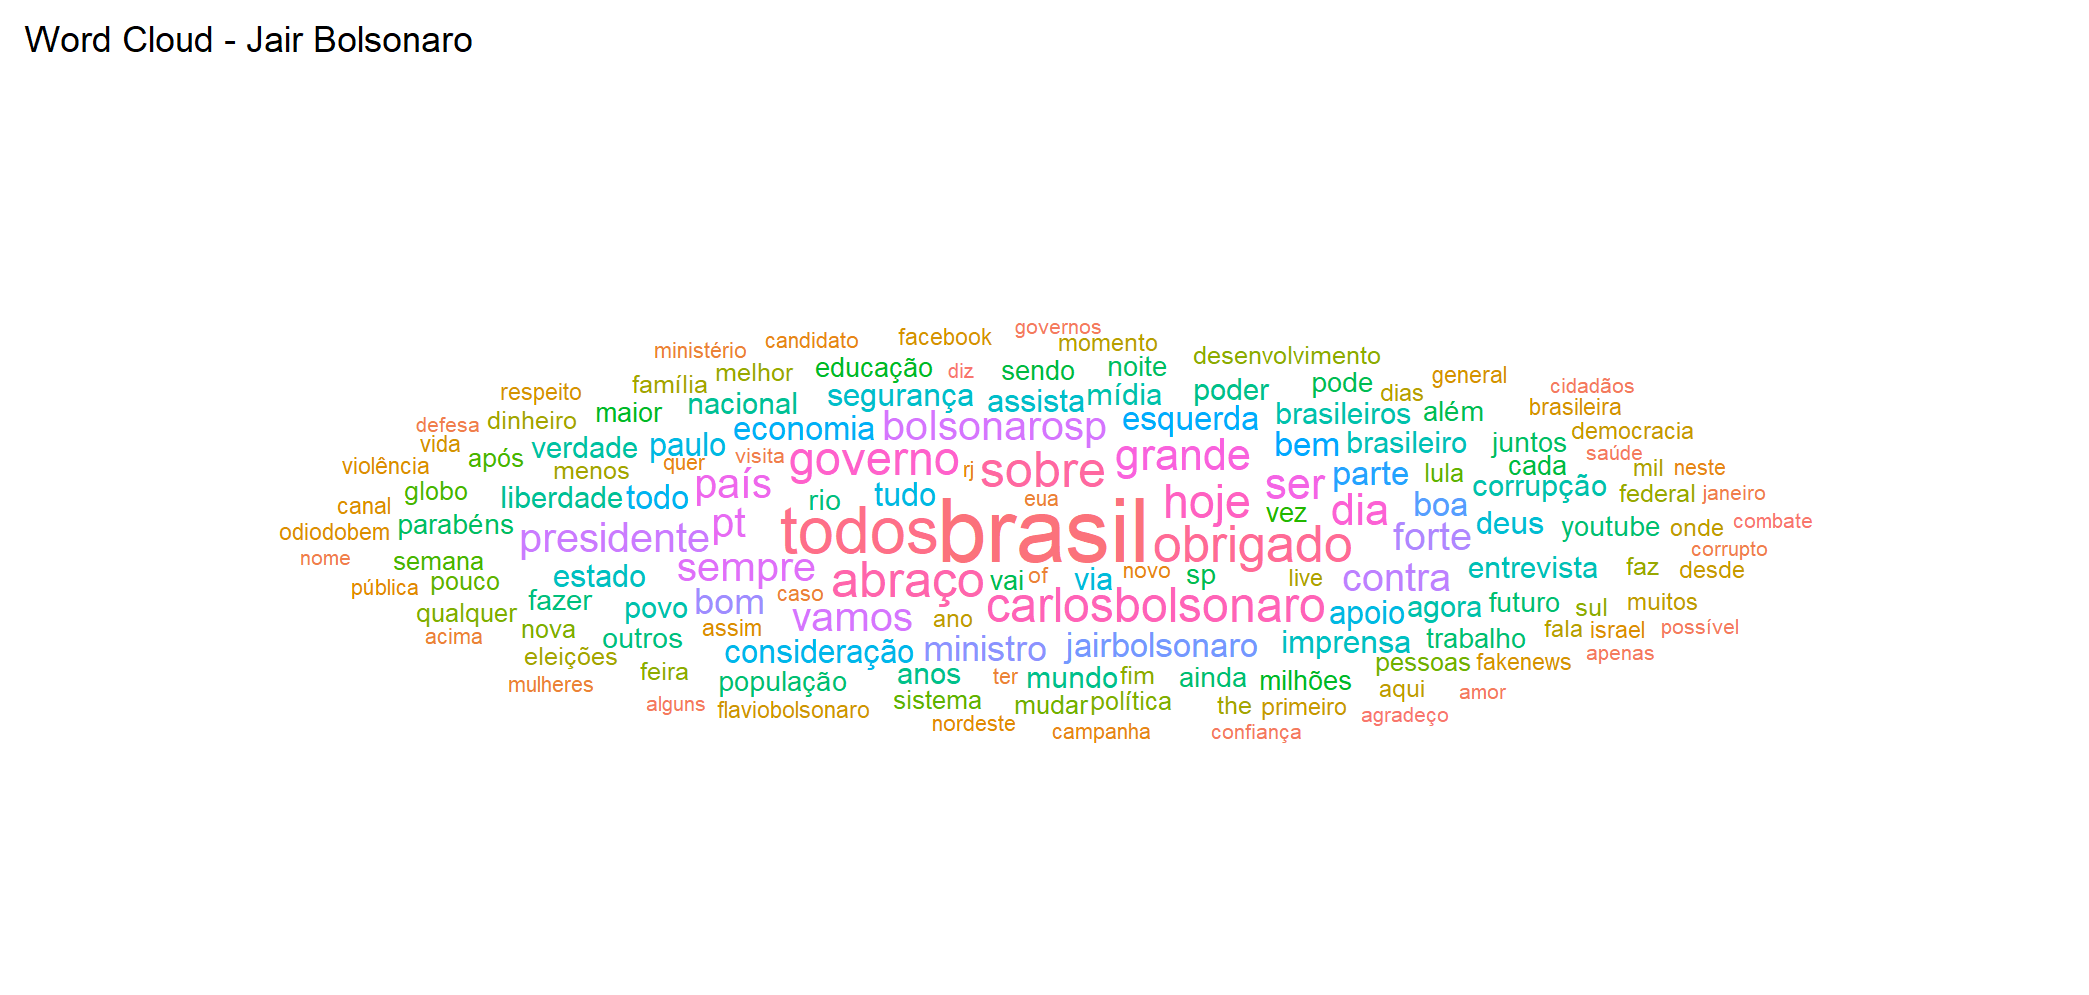 Word Cloud - Jair Bolsonaro
governos
ministério candidato facebook momento
desenvolvimento
respeito família melhor educação diz sendo noite poder pode dias general cidadãos
defesa dinheiro maior nacional segurança assista mídia esquerda brasileiros além brasileira
vida verdade paulo economia bolsonarosp bem brasileiro juntos democracia
violência após menos quer visita governo rj sobre grande parte lula cada saúde mil neste
canal globo liberdade todo país rio tudo eua hoje ser corrupção federal janeiro
odiodobem parabéns presidente pt todos brasil obrigado vez dia boa forte deus youtube onde combate
nome semana corrupto
pública pouco estado sempre abraço vai of via novo sp live contra entrevista faz desde
qualquer fazer povo bom caso vamos ano carlosbolsonaro apoio agora futuro sul muitos
acima nova outros assim consideração ministro jairbolsonaro imprensa trabalho fala israel possível
eleições feira população anos ter mundo fim ainda milhões pessoas fakenews apenas
mulheres alguns flaviobolsonaro sistema mudar política the primeiro aqui amor
nordeste campanha confiança agradeço